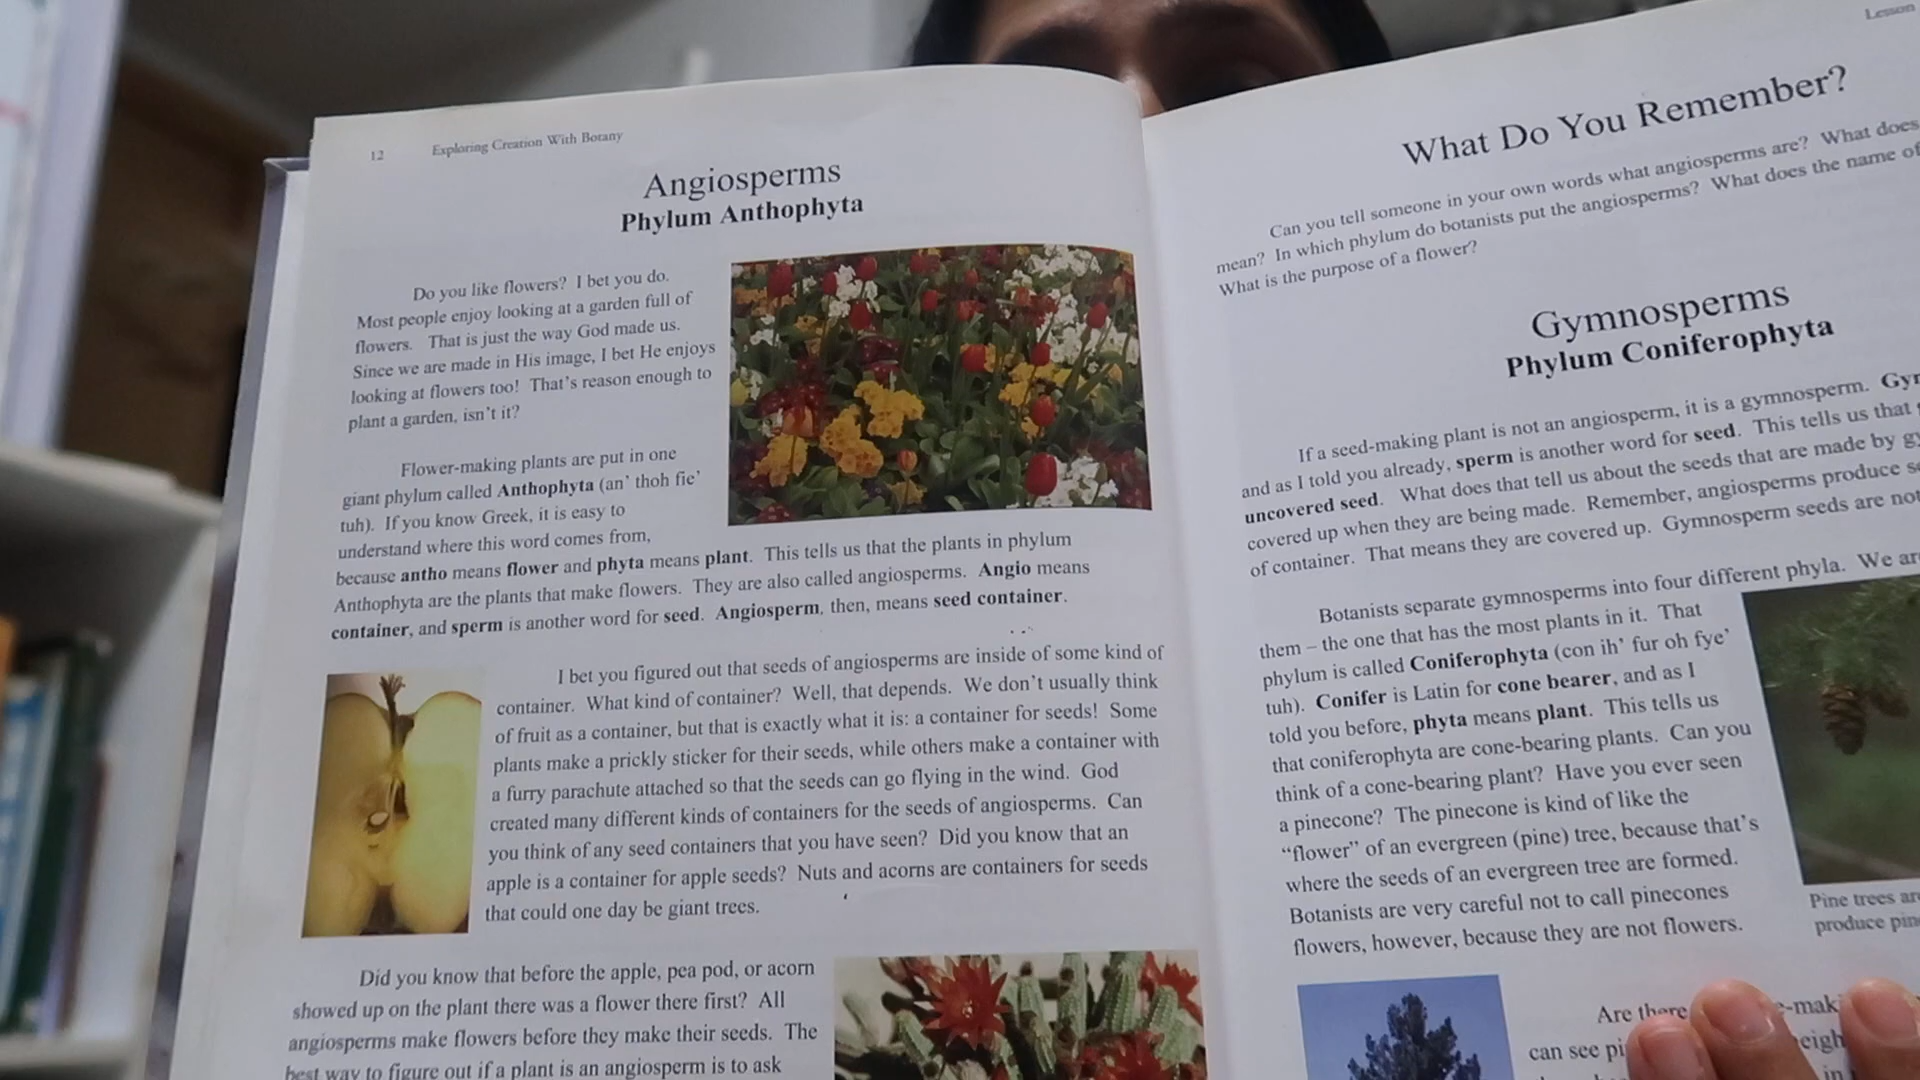 12 Exploring Creation With Botany
Angiosperms
Phylum Anthophyta
Do you like flowers? I bet you do.
Most people enjoy looking at a garden full of
flowers. That is just the way God made us.
Since we are made in His image, I bet He enjoys
looking at flowers too! That's reason enough to
plant a garden, isn't it?
Flower-making plants are put in one
giant phylum called Anthophyta (an' thoh fie'
tuh). If you know Greek, it is easy to
understand where this word comes from,
because antho means flower and phyta means plant. This tells us that the plants in phylum
Anthophyta are the plants that make flowers. They are also called angiosperms. Angio means
container, and sperm is another word for seed. Angiosperm, then, means seed container.
I bet you figured out that seeds of angiosperms are inside of some kind of
container. What kind of container? Well, that depends. We don't usually think
of fruit as a container, but that is exactly what it is: a container for seeds! Some
plants make a prickly sticker for their seeds, while others make a container with
a furry parachute attached so that the seeds can go flying in the wind. God
created many different kinds of containers for the seeds of angiosperms. Can
you think of any seed containers that you have seen? Did you know that an
apple is a container for apple seeds? Nuts and acorns are containers for seeds
that could one day be giant trees.
Did you know that before the apple, pea pod, or acorn
showed up on the plant there was a flower there first? All
angiosperms make flowers before they make their seeds. The
best way to figure out if a plant is an angiosperm is to ask
Lesson
What Do You Remember?
Can you tell someone in your own words what angiosperms are? What does
mean? In which phylum do botanists put the angiosperms? What does the name of
What is the purpose of a flower?
Gymnosperms
Phylum Coniferophyta
If a seed-making plant is not an angiosperm, it is a gymnosperm.
and as I told you already, sperm is another word for seed. This tells us that
uncovered seed. What does that tell us about the seeds that are made by
covered up when they are being made. Remember, angiosperms produce
of container. That means they are covered up. Gymnosperm seeds are not
Botanists separate gymnosperms into four different phyla. We
them – the one that has the most plants in it. That
phylum is called Coniferophyta (con ih' fur oh fye'
tuh). Conifer is Latin for cone bearer, and as I
told you before, phyta means plant. This tells us
that coniferophyta are cone-bearing plants. Can you
think of a cone-bearing plant? Have you ever seen
a pinecone? The pinecone is kind of like the
"flower" of an evergreen (pine) tree, because that's
where the seeds of an evergreen tree are formed.
Botanists are very careful not to call pinecones
flowers, however, because they are not flowers.
Pine trees
produce
Are there
can see
in